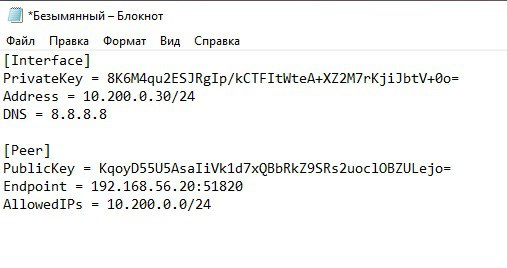 *Безымянный – Блокнот
Файл Правка Формат Вид Справка
[Interface]
PrivateKey = 8K6M4qu2ESJRgIp/kCTFItWteA+XZ2M7rKjiJbtV+0o=
Address = 10.200.0.30/24
DNS = 8.8.8.8
[Peer]
PublicKey = KqoyD55U5AsaIiVk1d7xQBbRkZ9SRs2uoclOBZULejo=
Endpoint = 192.168.56.20:51820
AllowedIPs = 10.200.0.0/24